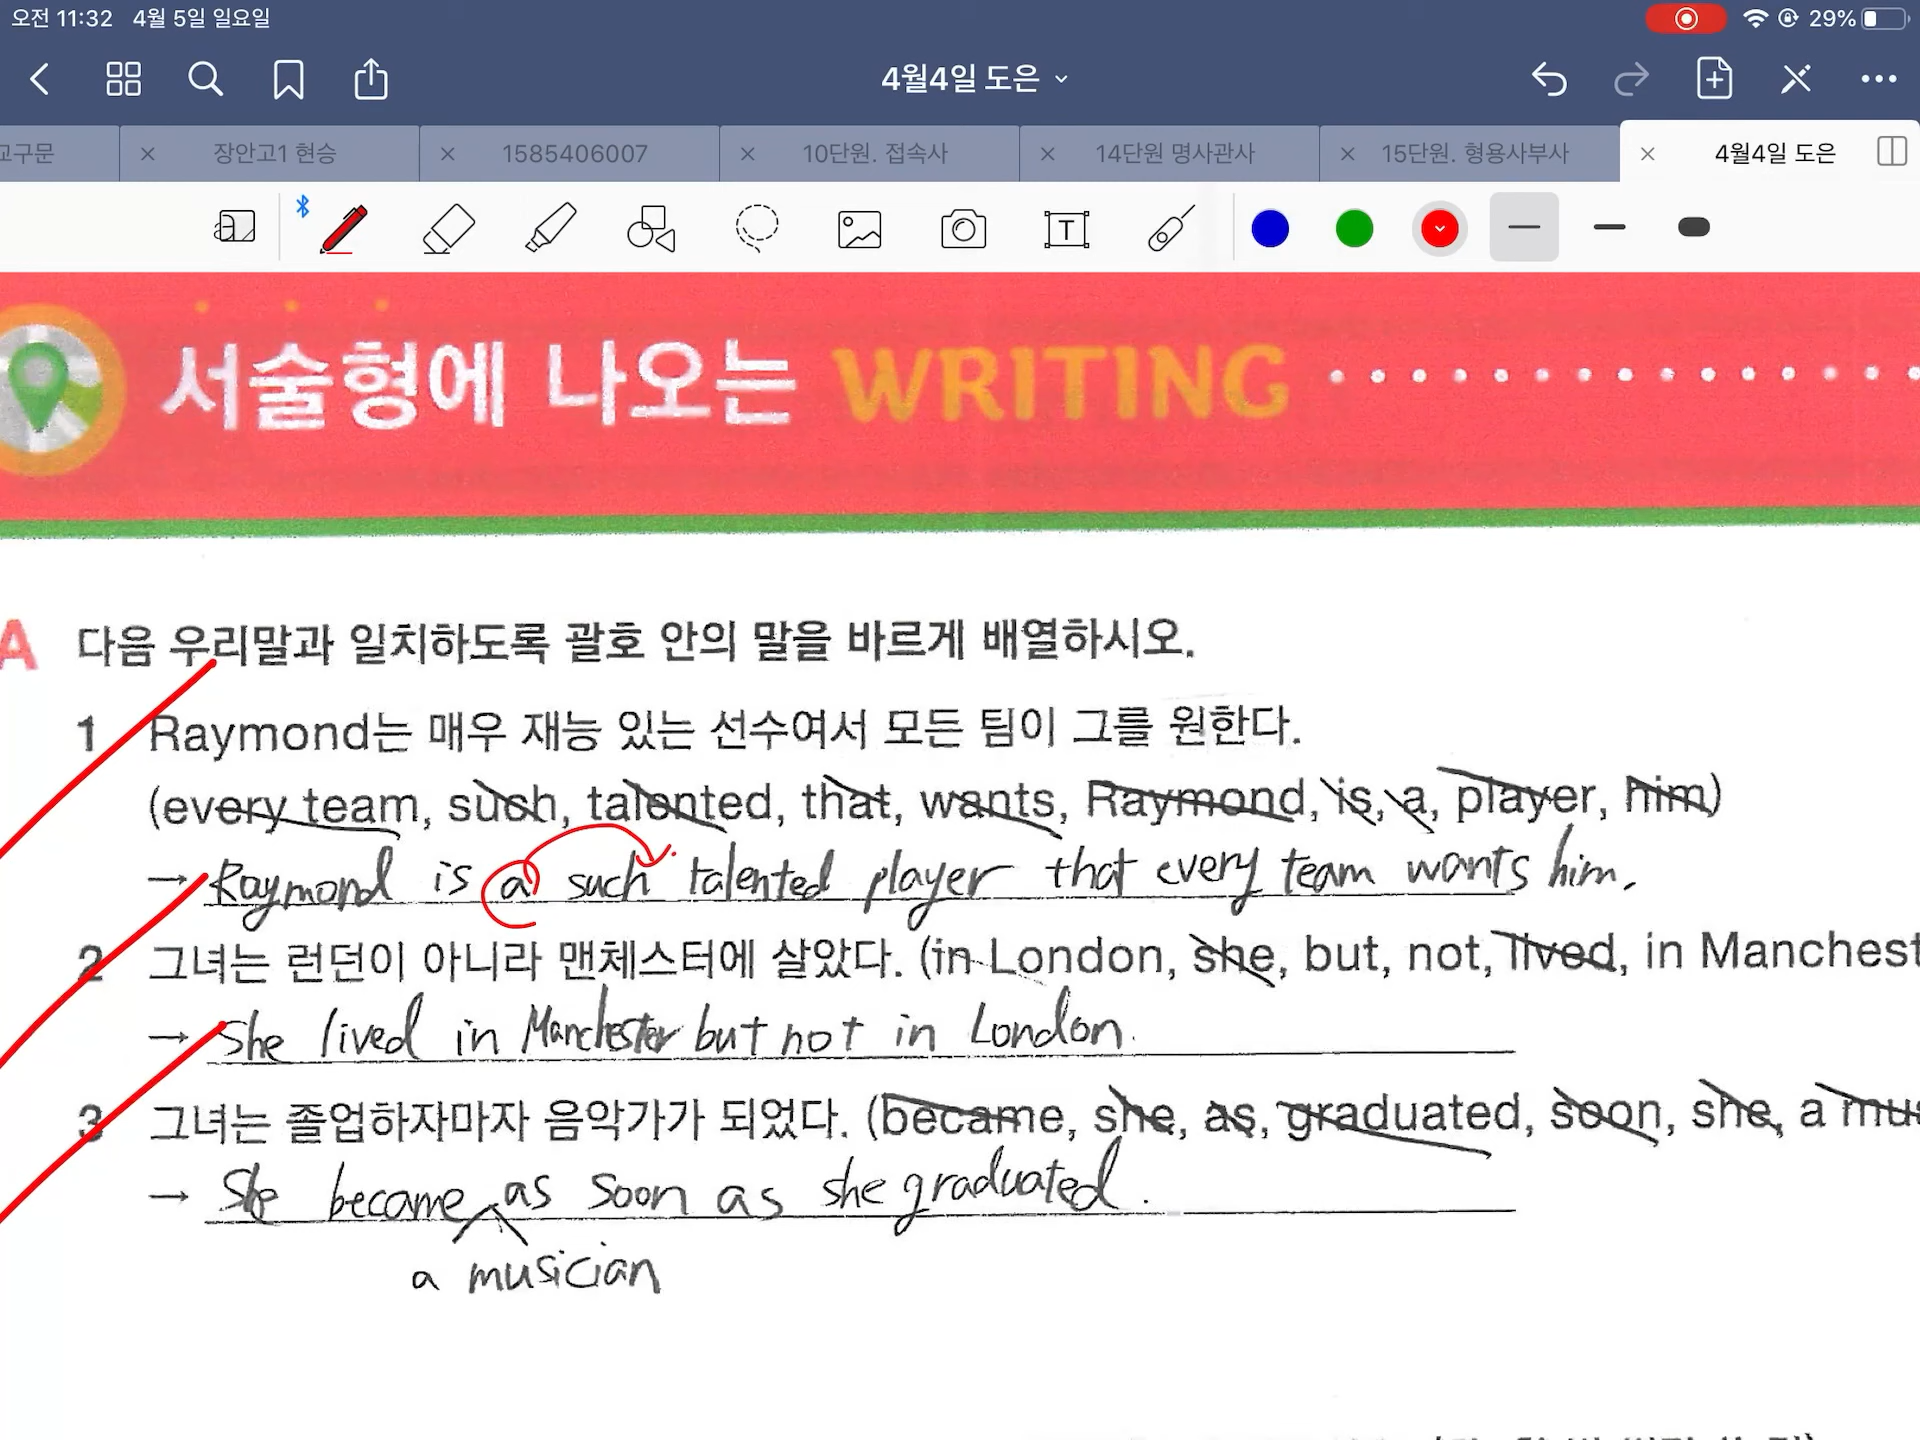 오전 11:32 4월 5일 일요일 29%
4월4일 도은
교구문 장안고1 현승 1585406007 10단원. 접속사 14단원 명사관사 15단원. 형용사부사 4월4일 도은
서술형에 나오는 WRITING
A 다음 우리말과 일치하도록 괄호 안의 말을 바르게 배열하시오.
1 Raymond는 매우 재능 있는 선수여서 모든 팀이 그를 원한다.
(every team, such, talented, that, wants, Raymond, is, a, player, him)
→ Raymond is a such talented player that every team wants him.
2 그녀는 런던이 아니라 맨체스터에 살았다. (in London, she, but, not, lived, in Manchest
→ She lived in Manchester but not in London.
3 그녀는 졸업하자마자 음악가가 되었다. (became, she, as, graduated, soon, she, a mus
→ She became as soon as she graduated.
a musician